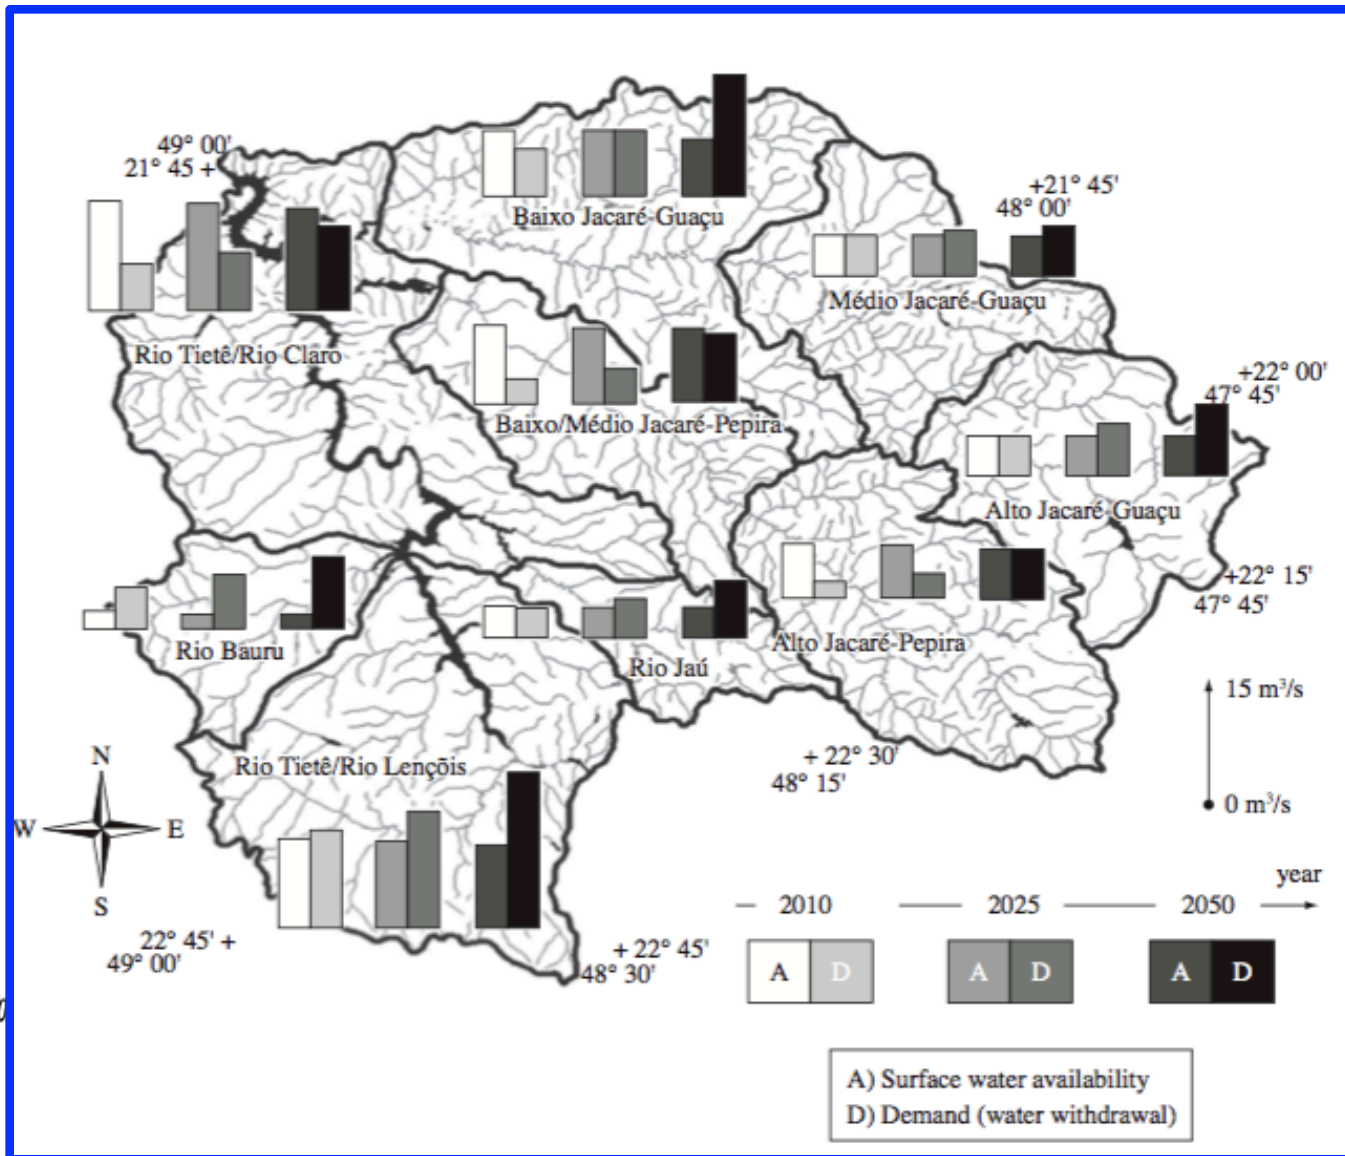 49° 00'
21° 45 +
Baixo Jacaré-Guaçu
+21° 45'
48° 00'
Médio Jacaré-Guaçu
Rio Tietê/Rio Claro
+22° 00'
47° 45'
Baixo/Médio Jacaré-Pepira
Alto Jacaré-Guaçu
+22° 15'
47° 45'
Rio Bauru
Rio Jaú
Alto Jacaré-Pepira
15 m³/s
0 m³/s
Rio Tietê/Rio Lençõis
+ 22° 30'
48° 15'
N
W
E
S
22° 45' +
49° 00'
+ 22° 45'
48° 30'
year
2010 2025 2050
A D A D A D
A) Surface water availability
D) Demand (water withdrawal)